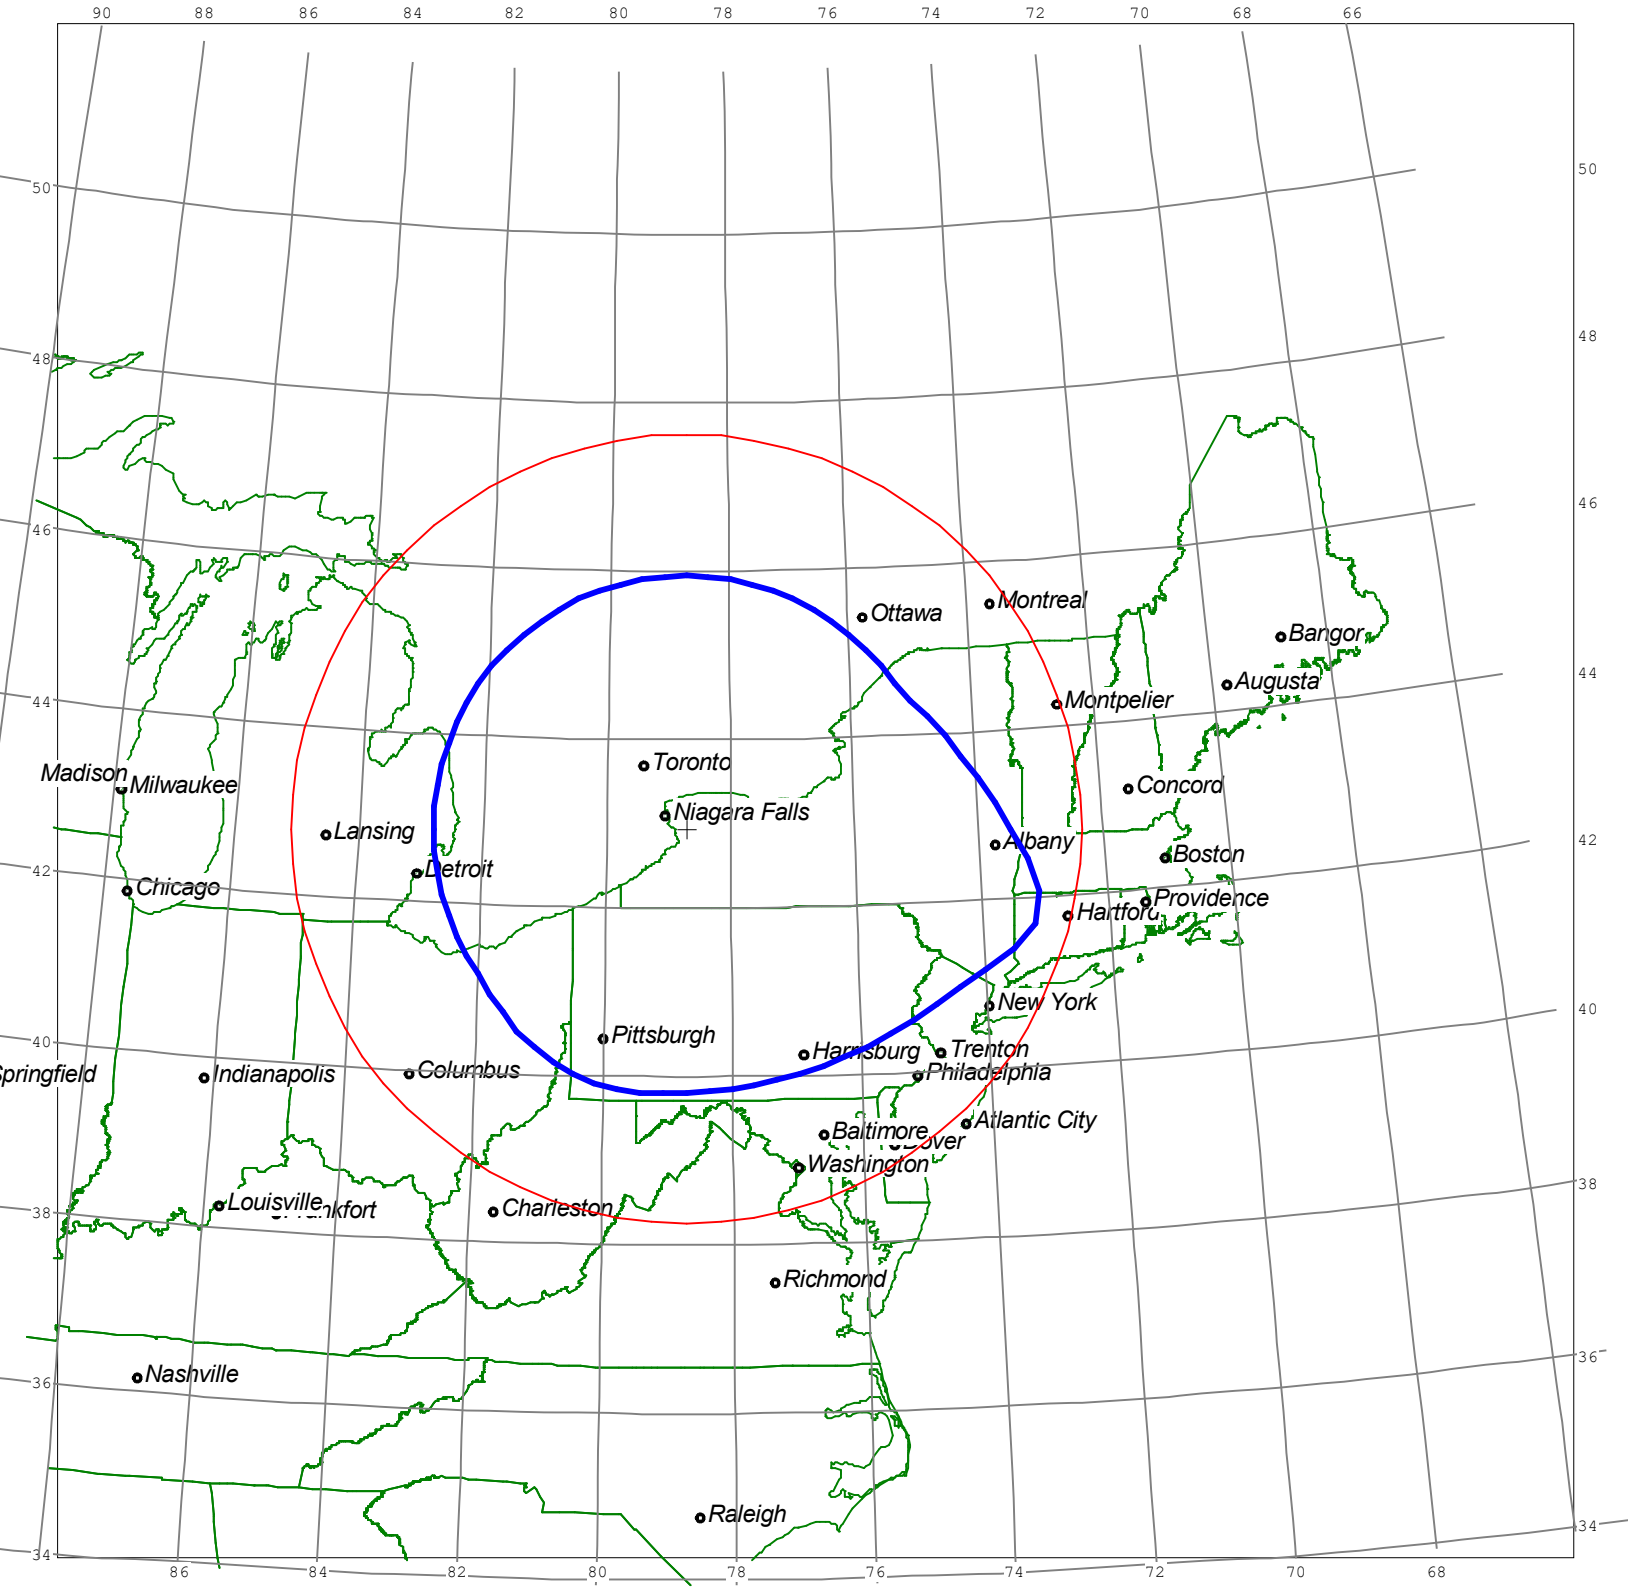 90 88 86 84 82 80 78 76 74 72 70 68 66
50 50
48 48
46 46
Ottawa
Montreal
Bangor
Augusta
44 44
Montpelier
Toronto
Madison
Milwaukee
Concord
Niagara Falls
Lansing
Albany
42 42
Boston
Detroit
Chicago
Providence
Hartford
New York
40 40
Pittsburgh
Harrisburg
Trenton
Springfield
Indianapolis
Columbus
Philadelphia
Atlantic City
Baltimore
Dover
Washington
38 38
Louisville
Frankfort
Charleston
Richmond
36 36
Nashville
Raleigh
34 34
86 84 82 80 78 76 74 72 70 68